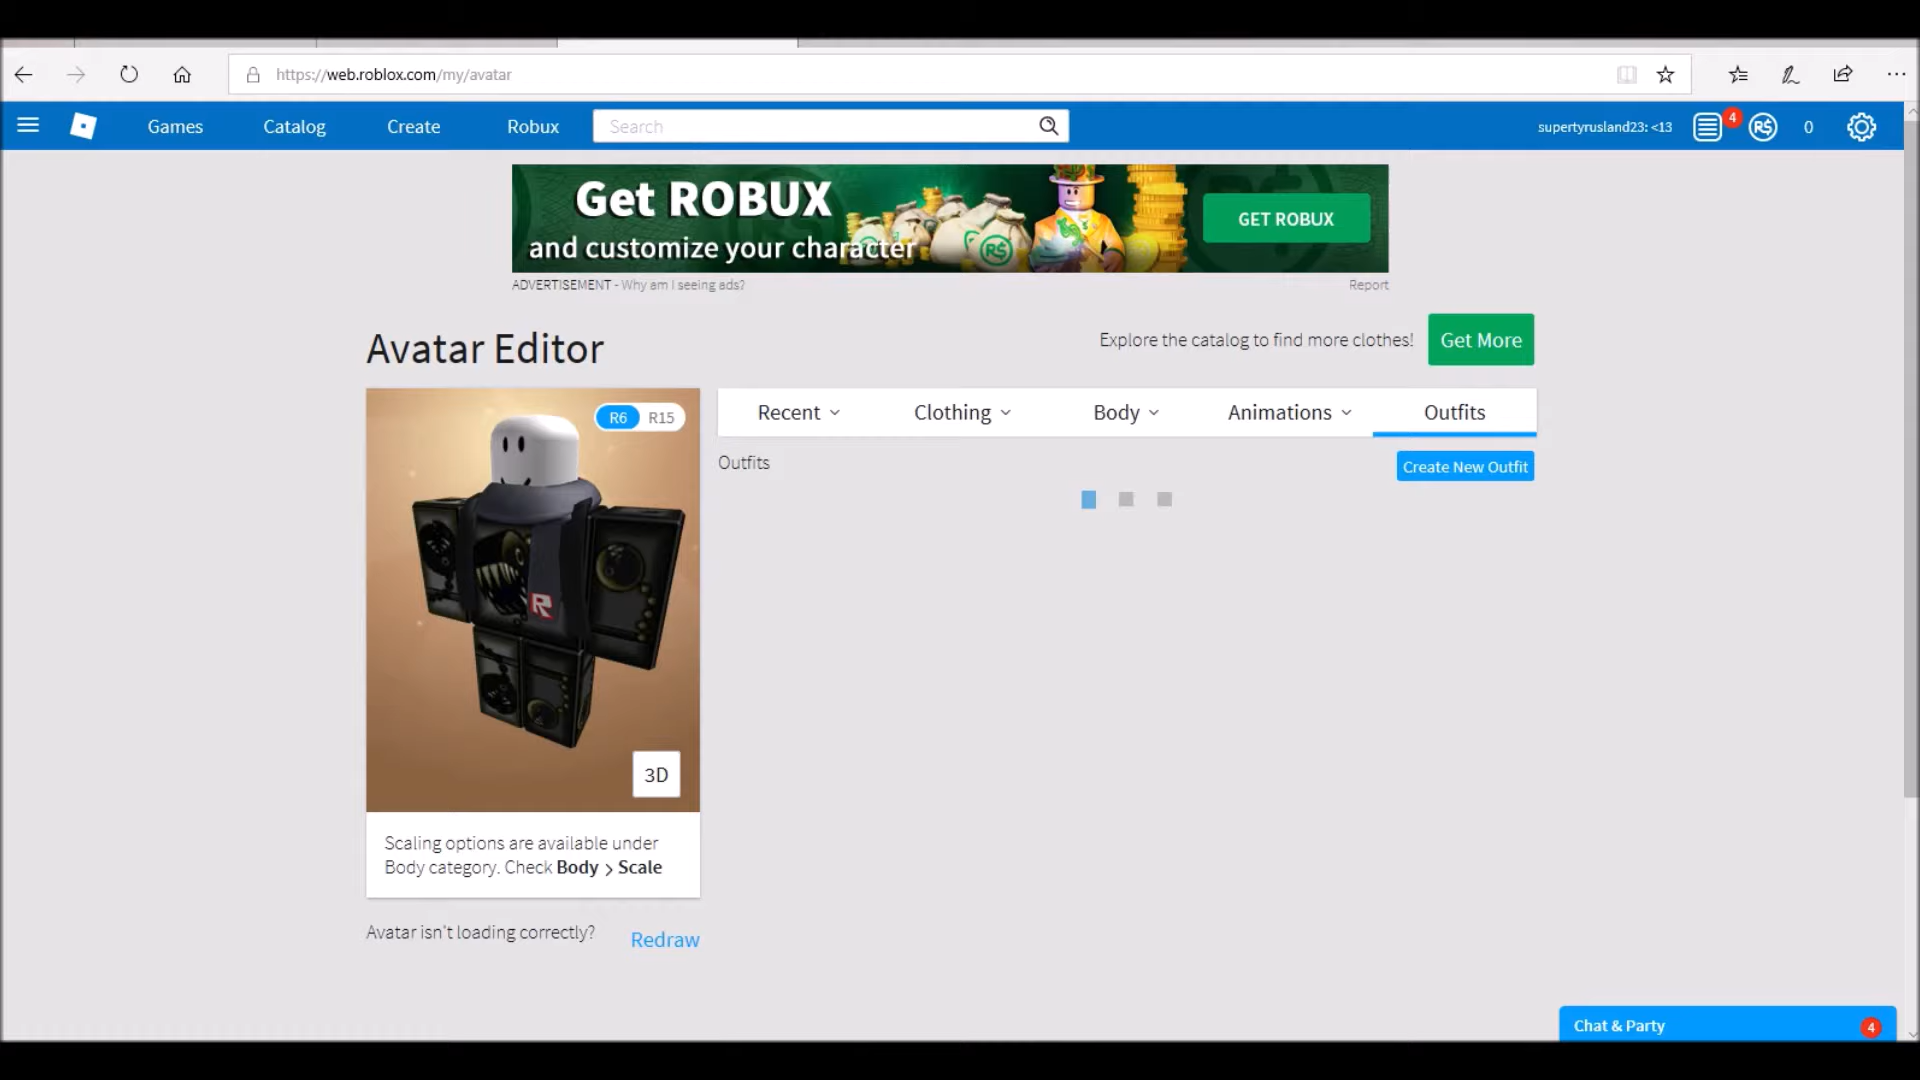 https://web.roblox.com/my/avatar
Games Catalog Create Robux Search supertyrusland23: <13 4 R$ 0
Get ROBUX
and customize your character
R$
GET ROBUX
ADVERTISEMENT - Why am I seeing ads? Report
Avatar Editor
Explore the catalog to find more clothes! Get More
R6 R15
Recent Clothing Body Animations Outfits
Outfits Create New Outfit
R
3D
Scaling options are available under
Body category. Check Body > Scale
Avatar isn't loading correctly? Redraw
Chat & Party 4